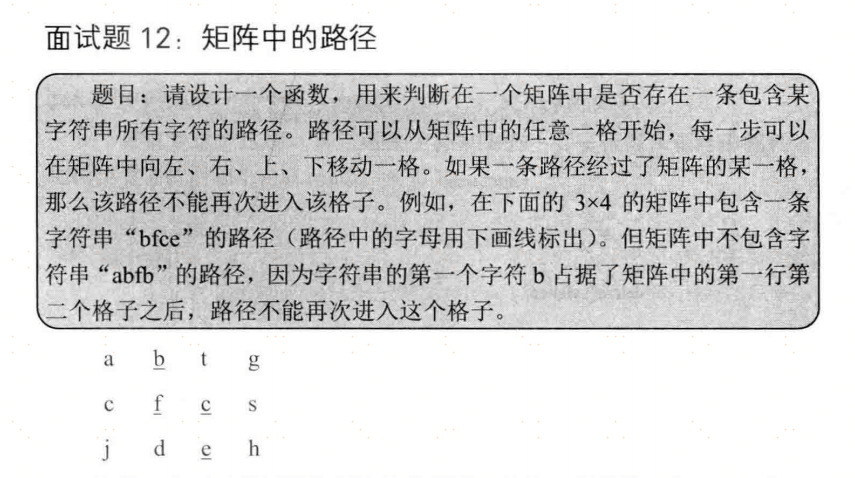 面试题 12：矩阵中的路径
题目：请设计一个函数，用来判断在一个矩阵中是否存在一条包含某
字符串所有字符的路径。路径可以从矩阵中的任意一格开始，每一步可以
在矩阵中向左、右、上、下移动一格。如果一条路径经过了矩阵的某一格，
那么该路径不能再次进入该格子。例如，在下面的 3×4 的矩阵中包含一条
字符串“bfce”的路径（路径中的字母用下画线标出）。但矩阵中不包含字
符串“abfb”的路径，因为字符串的第一个字符 b 占据了矩阵中的第一行第
二个格子之后，路径不能再次进入这个格子。
a b t g
c f c s
j d e h